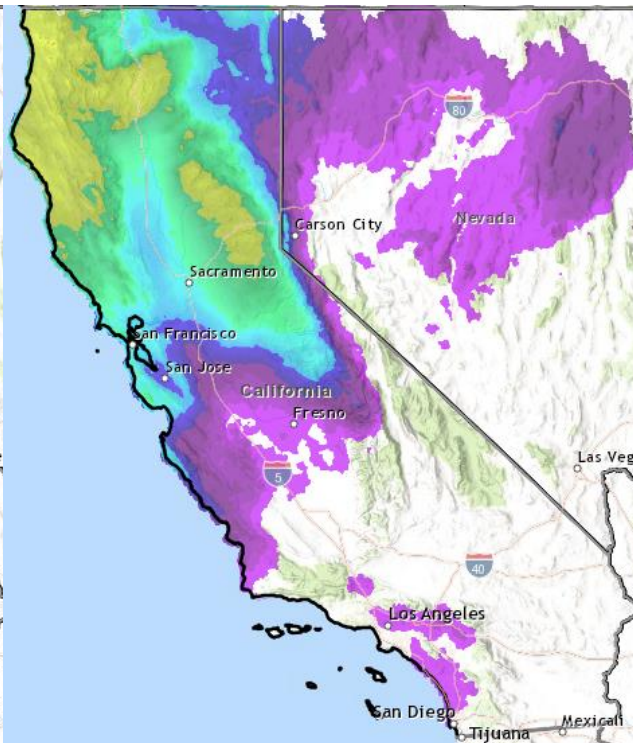 80
Nevada
Carson City
Sacramento
San Francisco
San Jose
California
Fresno
5
Las Veg
40
Los Angeles
San Diego
Tijuana
Mexicali